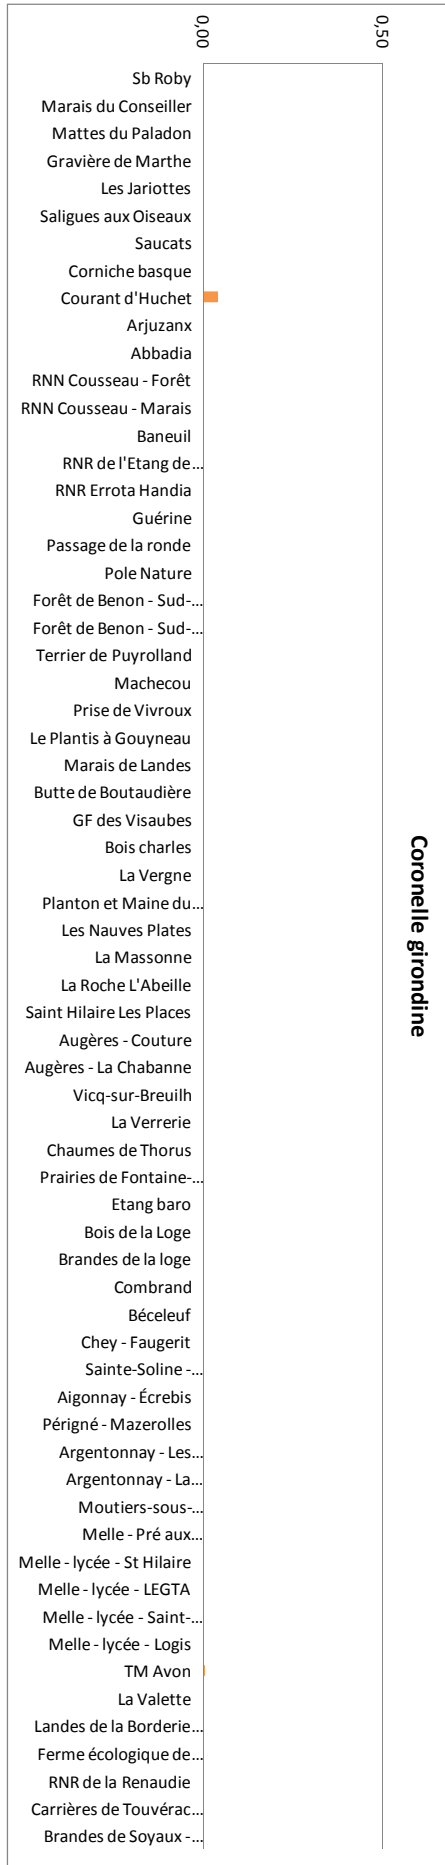 0,00
0,50
Sb Roby
Marais du Conseiller
Mattes du Paladon
Gravière de Marthe
Les Jariottes
Saligues aux Oiseaux
Saucats
Corniche basque
Courant d'Huchet
Arjuzanx
Abbadia
RNN Cousseau - Forêt
RNN Cousseau - Marais
Baneuil
RNR de l'Etang de...
RNR Errota Handia
Guérine
Passage de la ronde
Pole Nature
Forêt de Benon - Sud-...
Forêt de Benon - Sud-...
Terrier de Puyrolland
Machecou
Prise de Vivroux
Le Plantis à Gouyneau
Marais de Landes
Butte de Boutaudière
GF des Visaubes
Bois charles
La Vergne
Planton et Maine du...
Les Nauves Plates
La Massonne
La Roche L'Abeille
Saint Hilaire Les Places
Augères - Couture
Augères - La Chabanne
Vicq-sur-Breuilh
La Verrerie
Chaumes de Thorus
Prairies de Fontaine-...
Etang baro
Bois de la Loge
Brandes de la loge
Combrand
Béceleuf
Chey - Faugerit
Sainte-Soline -...
Aigonnay - Écrebis
Périgné - Mazerolles
Argentonnay - Les...
Argentonnay - La...
Moutiers-sous-...
Melle - Pré aux...
Melle - lycée - St Hilaire
Melle - lycée - LEGTA
Melle - lycée - Saint-...
Melle - lycée - Logis
TM Avon
La Valette
Landes de la Borderie...
Ferme écologique de...
RNR de la Renaudie
Carrières de Touvérac...
Brandes de Soyaux -...
Coronelle girondine